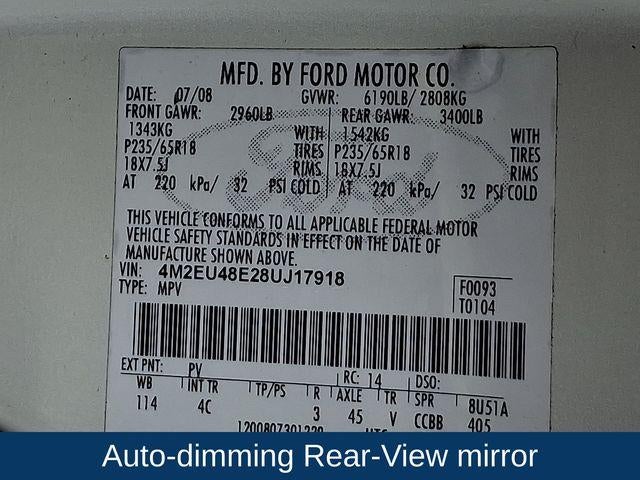 MFD. BY FORD MOTOR CO.
DATE: 07/08 GVWR: 6190LB/ 2808KG
FRONT GAWR: 2960LB REAR GAWR: 3400LB
1343KG WITH 1542KG WITH
P235/65R18 TIRES P235/65R18 TIRES
18X7.5J RIMS 18X7.5J RIMS
AT 220 kPa/ 32 PSI COLD AT 220 kPa/ 32 PSI COLD
Ford
THIS VEHICLE CONFORMS TO ALL APPLICABLE FEDERAL MOTOR
VEHICLE SAFETY STANDARDS IN EFFECT ON THE DATE OF
MANUFACTURE SHOWN ABOVE.
VIN: 4M2EU48E28UJ17918 F0093
TYPE: MPV T0104
EXT PNT: PV RC: 14 DSO:
WB INT TR TP/PS R AXLE TR SPR 8U51A
114 4C 3 45 V CCBB 405
Auto-dimming Rear-View mirror